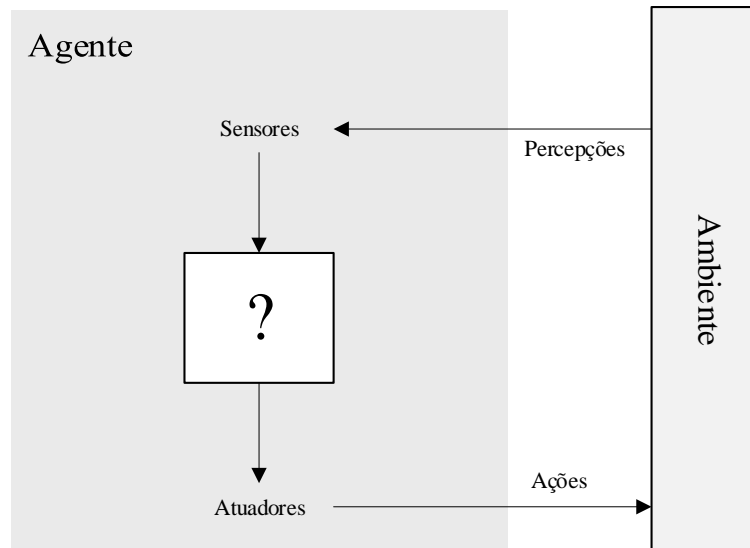 Agente
Sensores
Percepções
Ambiente
?
Ações
Atuadores